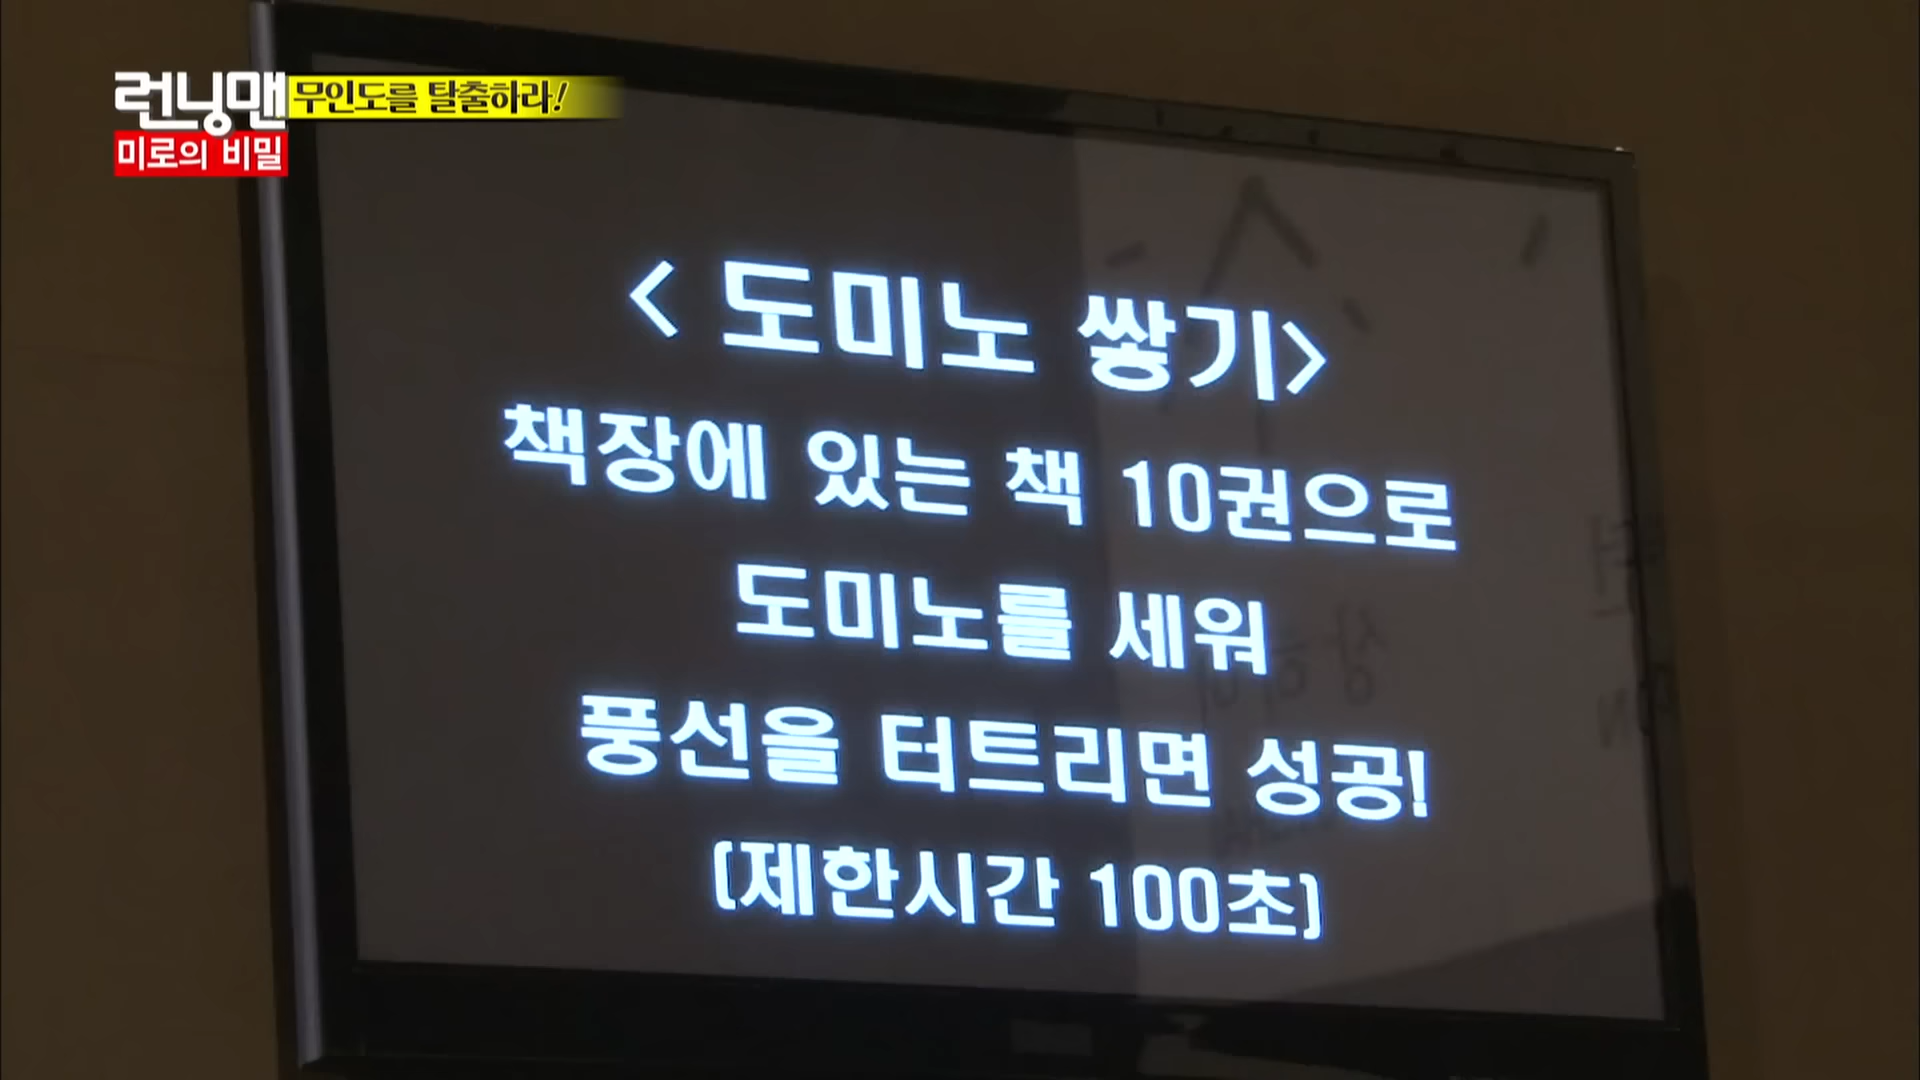 런닝맨 무인도를 탈출하라!
미로의 비밀
< 도미노 쌓기>
책장에 있는 책 10권으로
도미노를 세워
풍선을 터트리면 성공!
(제한시간 100초)